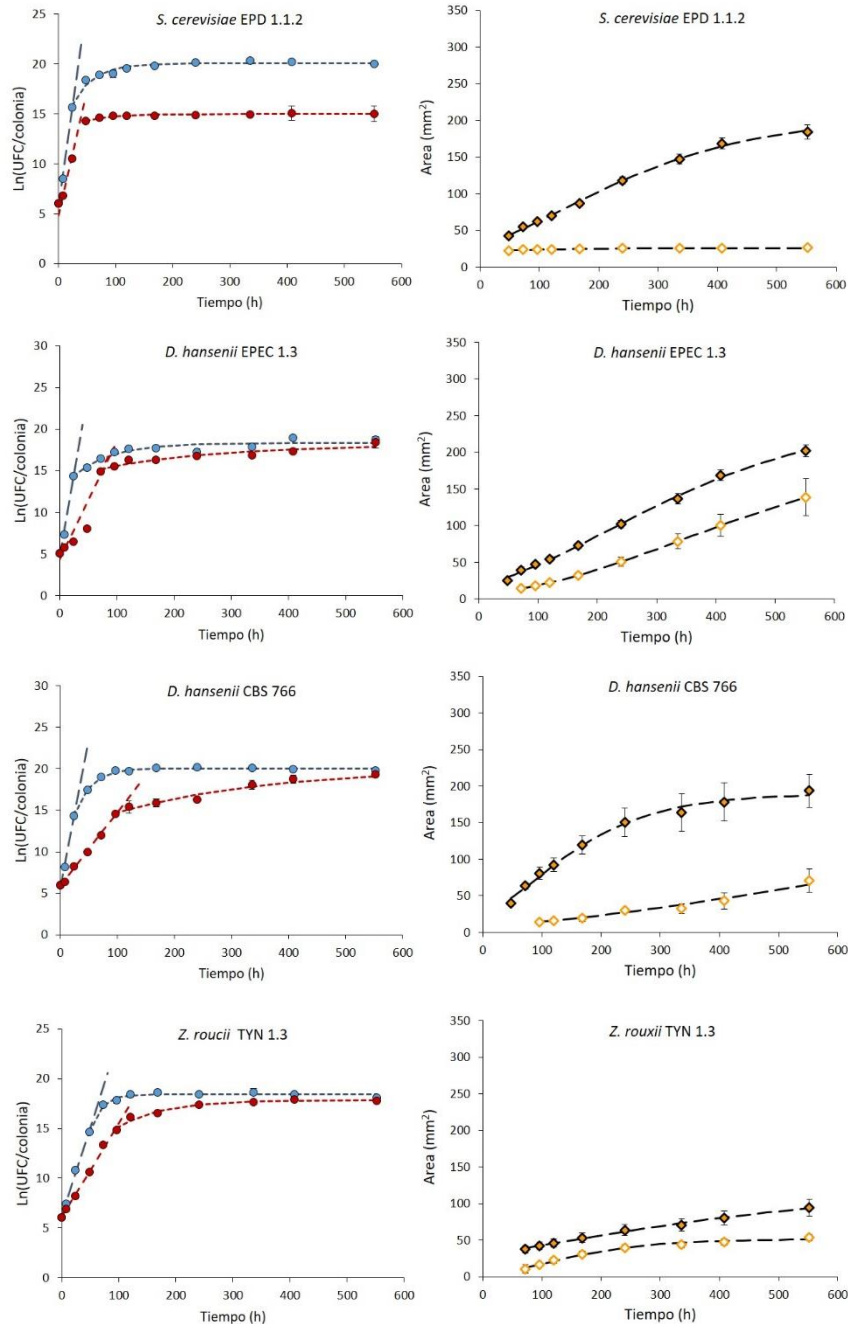 S. cerevisiae EPD 1.1.2
Ln(UFC/colonia)
25
20
15
10
5
0
0 100 200 300 400 500 600
Tiempo (h)
S. cerevisiae EPD 1.1.2
Area (mm²)
350
300
250
200
150
100
50
0
0 100 200 300 400 500 600
Tiempo (h)
D. hansenii EPEC 1.3
Ln(UFC/colonia)
30
25
20
15
10
5
0
0 100 200 300 400 500 600
Tiempo (h)
D. hansenii EPEC 1.3
Area (mm²)
350
300
250
200
150
100
50
0
0 100 200 300 400 500 600
Tiempo (h)
D. hansenii CBS 766
Ln(UFC/colonia)
30
25
20
15
10
5
0
0 100 200 300 400 500 600
Tiempo (h)
D. hansenii CBS 766
Area (mm²)
350
300
250
200
150
100
50
0
0 100 200 300 400 500 600
Tiempo (h)
Z. roucii TYN 1.3
Ln(UFC/colonia)
25
20
15
10
5
0
0 100 200 300 400 500 600
Tiempo (h)
Z. rouxii TYN 1.3
Area (mm²)
350
300
250
200
150
100
50
0
0 100 200 300 400 500 600
Tiempo (h)